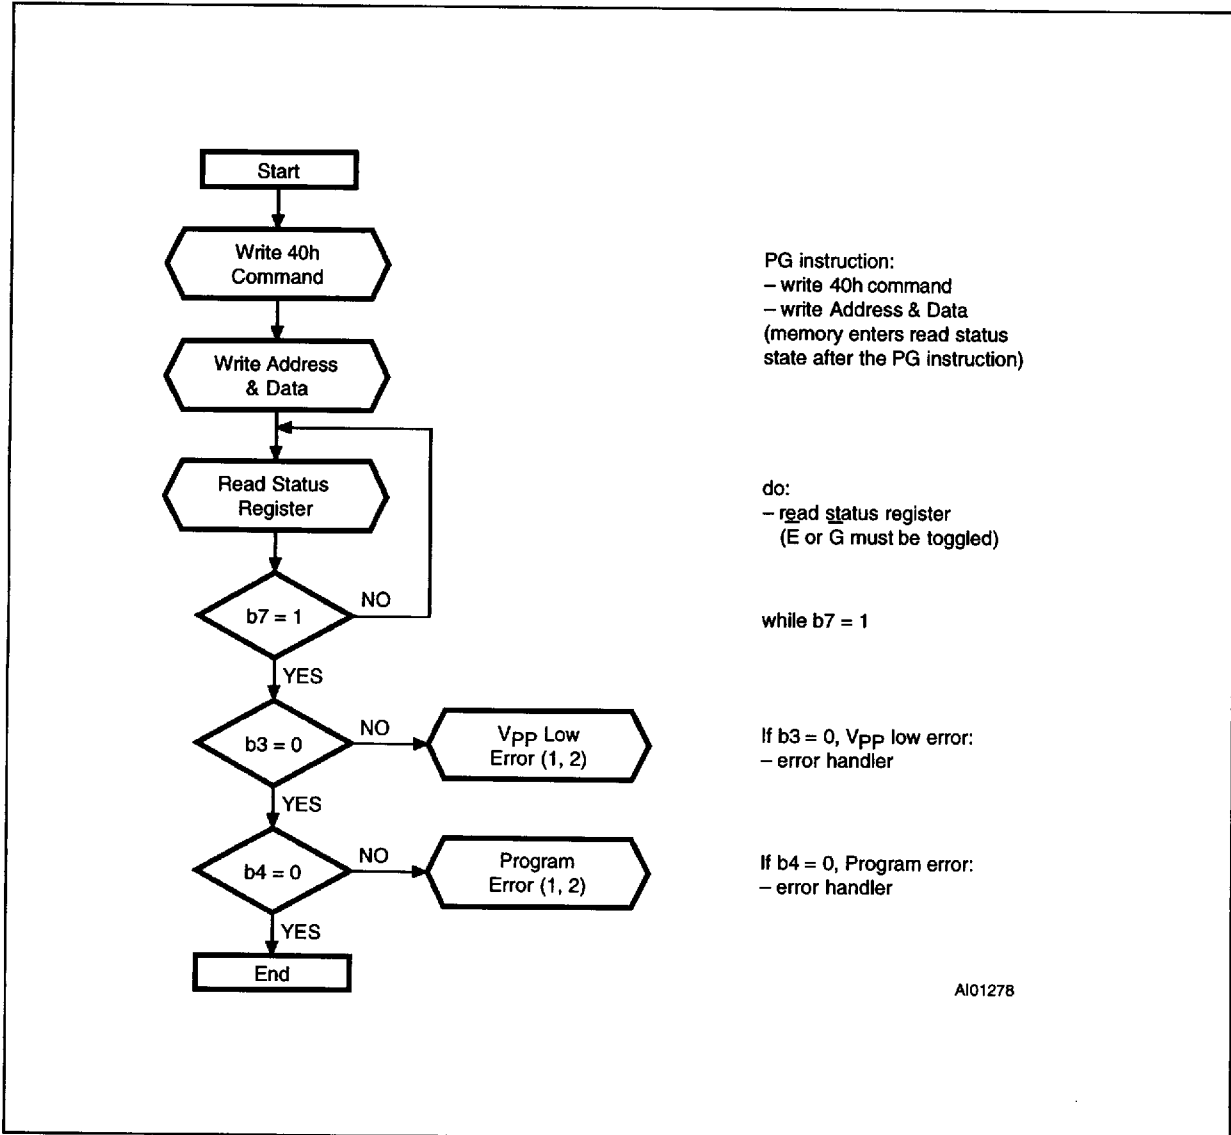 Start
Write 40h
Command
PG instruction:
– write 40h command
– write Address & Data
(memory enters read status
state after the PG instruction)
Write Address
& Data
Read Status
Register
do:
– read status register
(E or G must be toggled)
b7 = 1
NO
while b7 = 1
YES
b3 = 0
NO
VPP Low
Error (1, 2)
If b3 = 0, VPP low error:
– error handler
YES
b4 = 0
NO
Program
Error (1, 2)
If b4 = 0, Program error:
– error handler
YES
End
AI01278